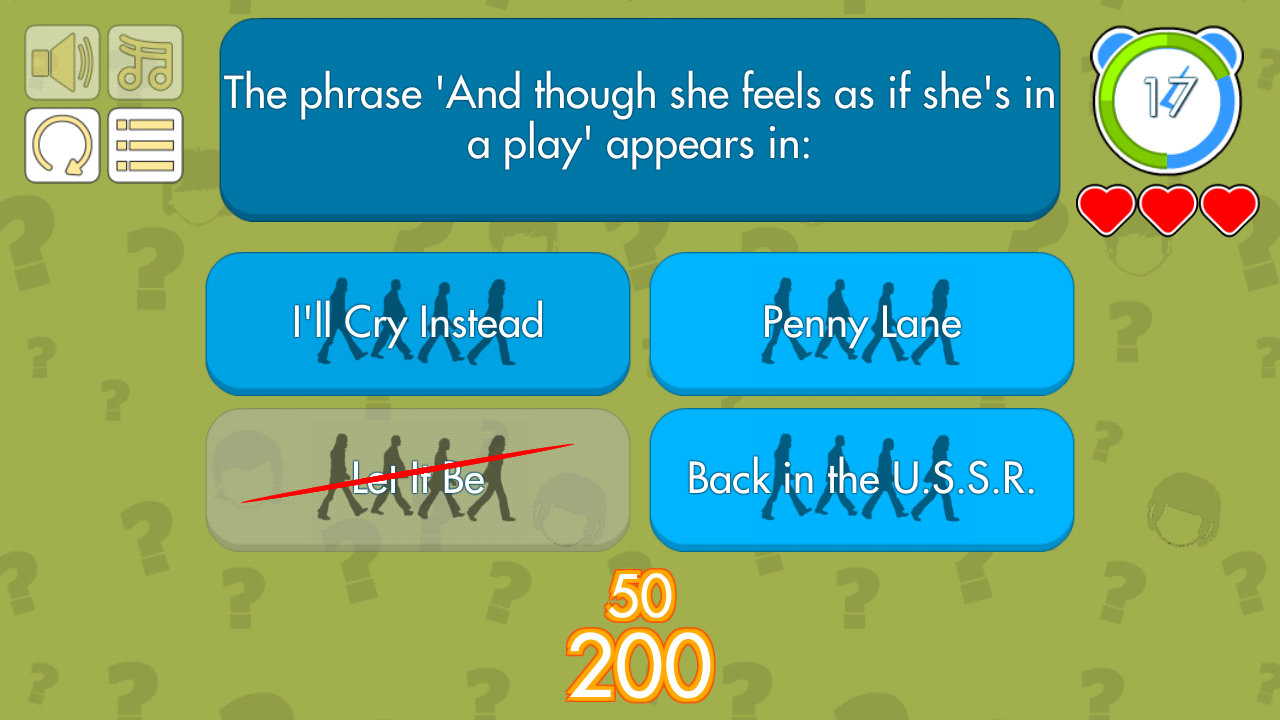 The phrase 'And though she feels as if she's in
a play' appears in:
17
I'll Cry Instead
Penny Lane
Let It Be
Back in the U.S.S.R.
50
200